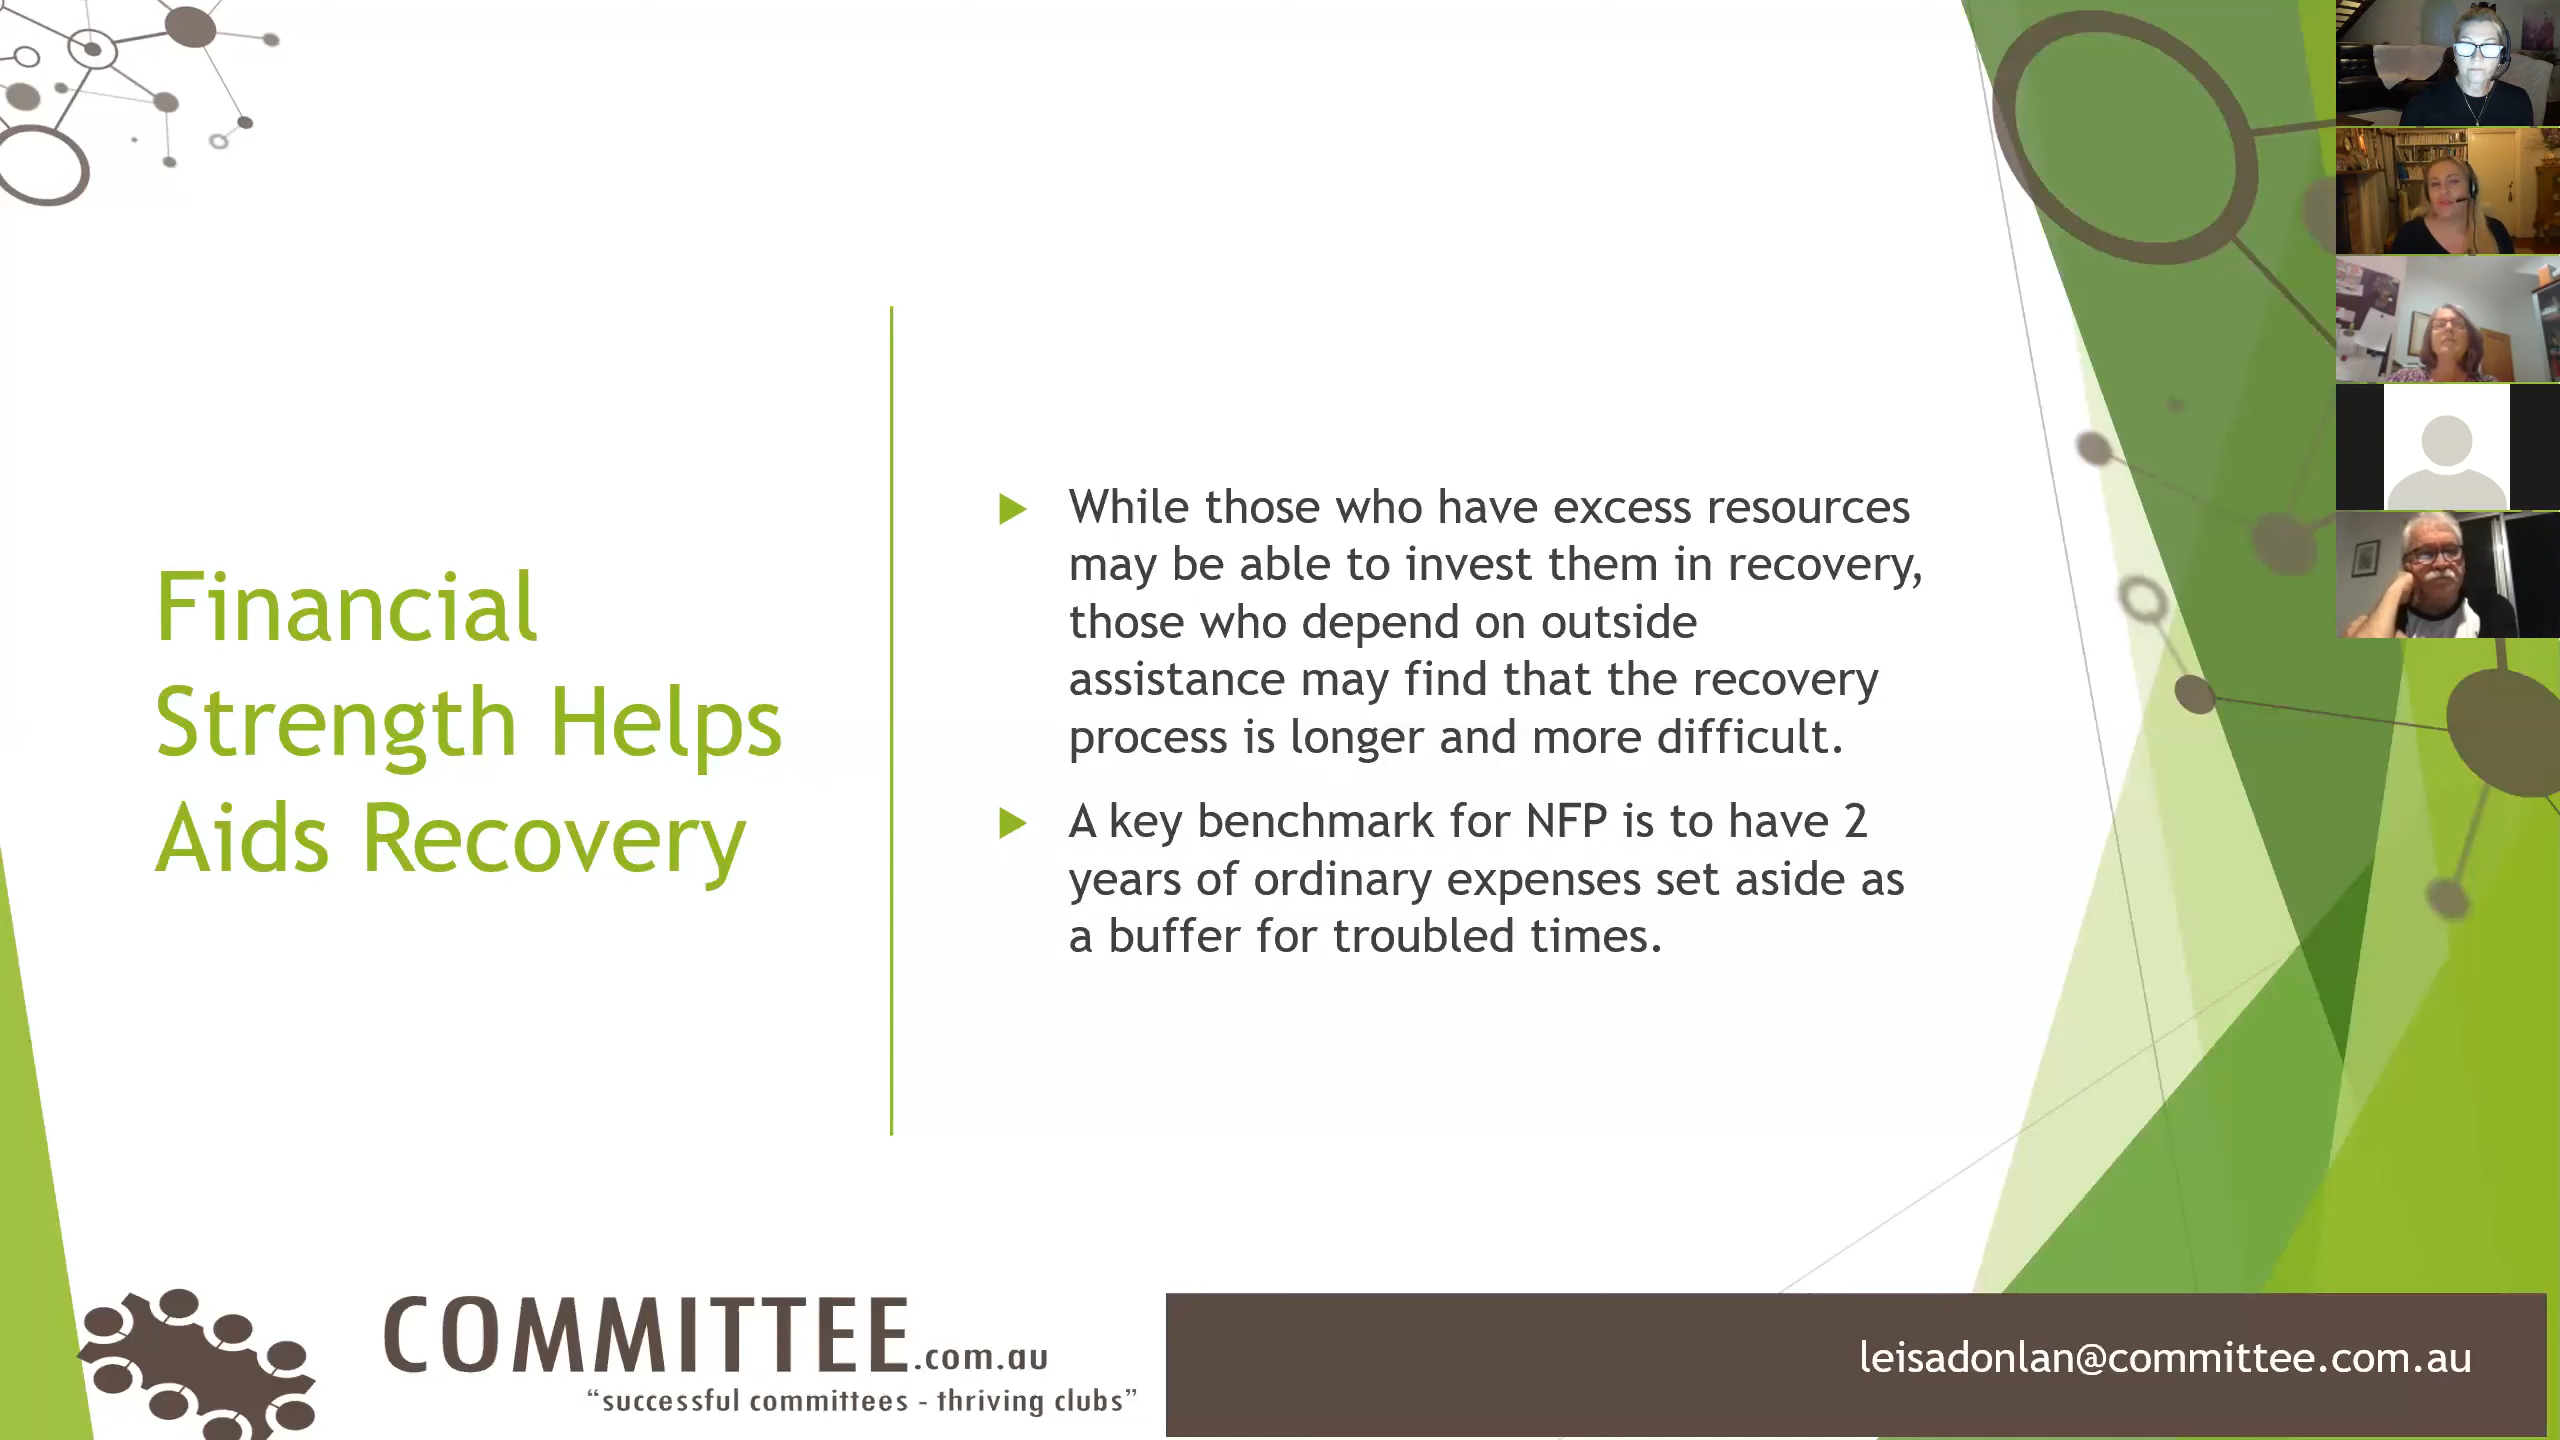 Financial
Strength Helps
Aids Recovery
While those who have excess resources
may be able to invest them in recovery,
those who depend on outside
assistance may find that the recovery
process is longer and more difficult.
A key benchmark for NFP is to have 2
years of ordinary expenses set aside as
a buffer for troubled times.
COMMITTEE.com.au
“successful committees - thriving clubs”
leisadonlan@committee.com.au